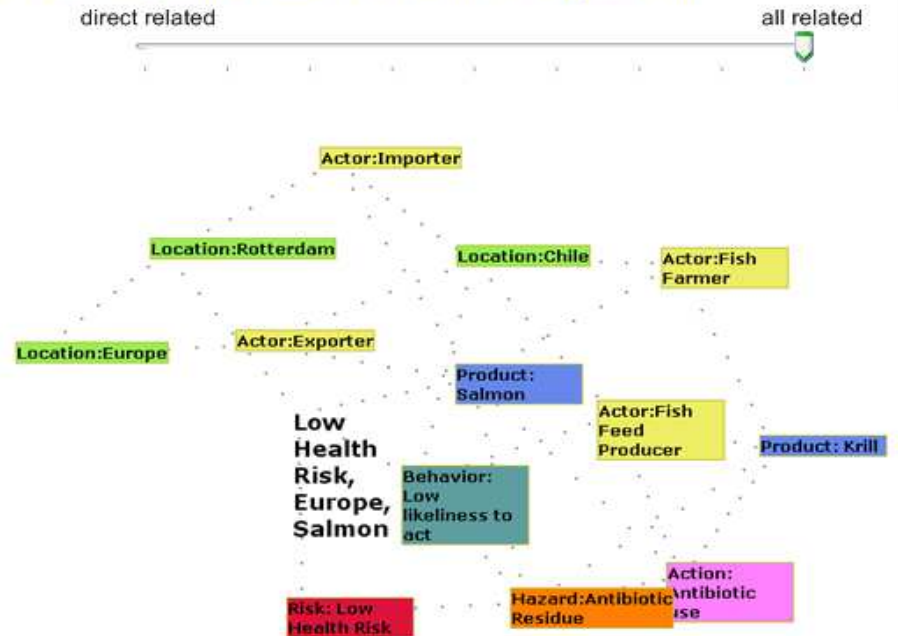 direct related
all related
Actor:Importer
Location:Rotterdam
Location:Chile
Actor:Fish
Farmer
Location:Europe
Actor:Exporter
Product:
Salmon
Actor:Fish
Feed
Producer
Product: Krill
Low
Health
Risk,
Europe,
Salmon
Behavior:
Low
likeliness to
act
Risk: Low
Health Risk
Hazard:Antibiotic
Residue
Action:
Antibiotic
use